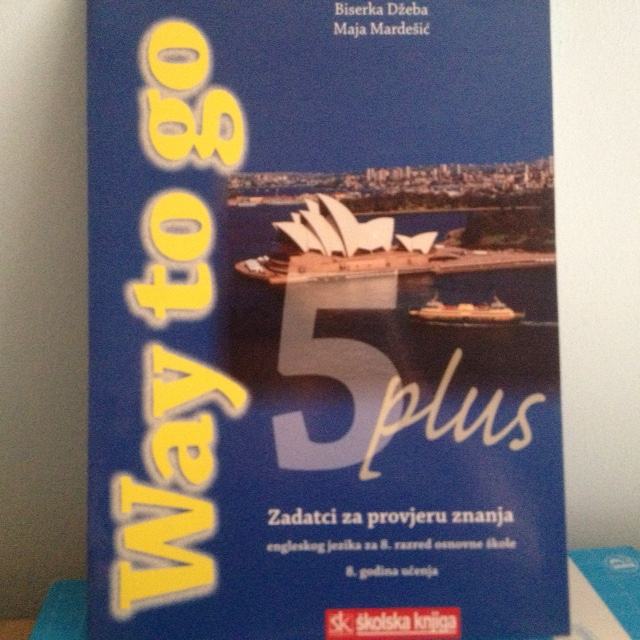 Biserka Džeba
Maja Mardešić
Way to go
5 plus
Zadatci za provjeru znanja
engleskog jezika za 8. razred osnovne škole
8. godina učenja
sk školska knjiga